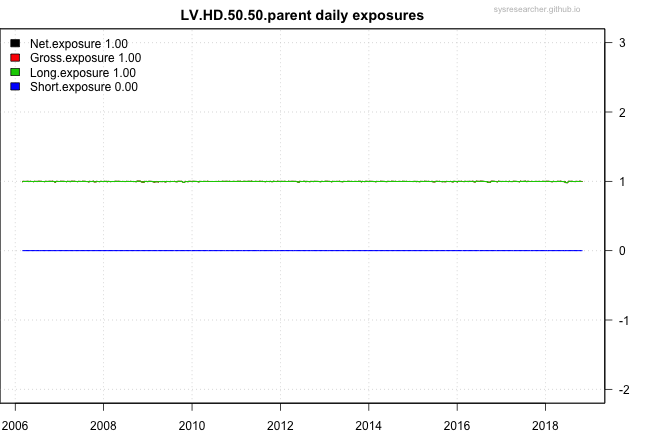 LV.HD.50.50.parent daily exposures
sysresearcher.github.io
Net.exposure 1.00
Gross.exposure 1.00
Long.exposure 1.00
Short.exposure 0.00
3
2
1
0
-1
-2
2006 2008 2010 2012 2014 2016 2018